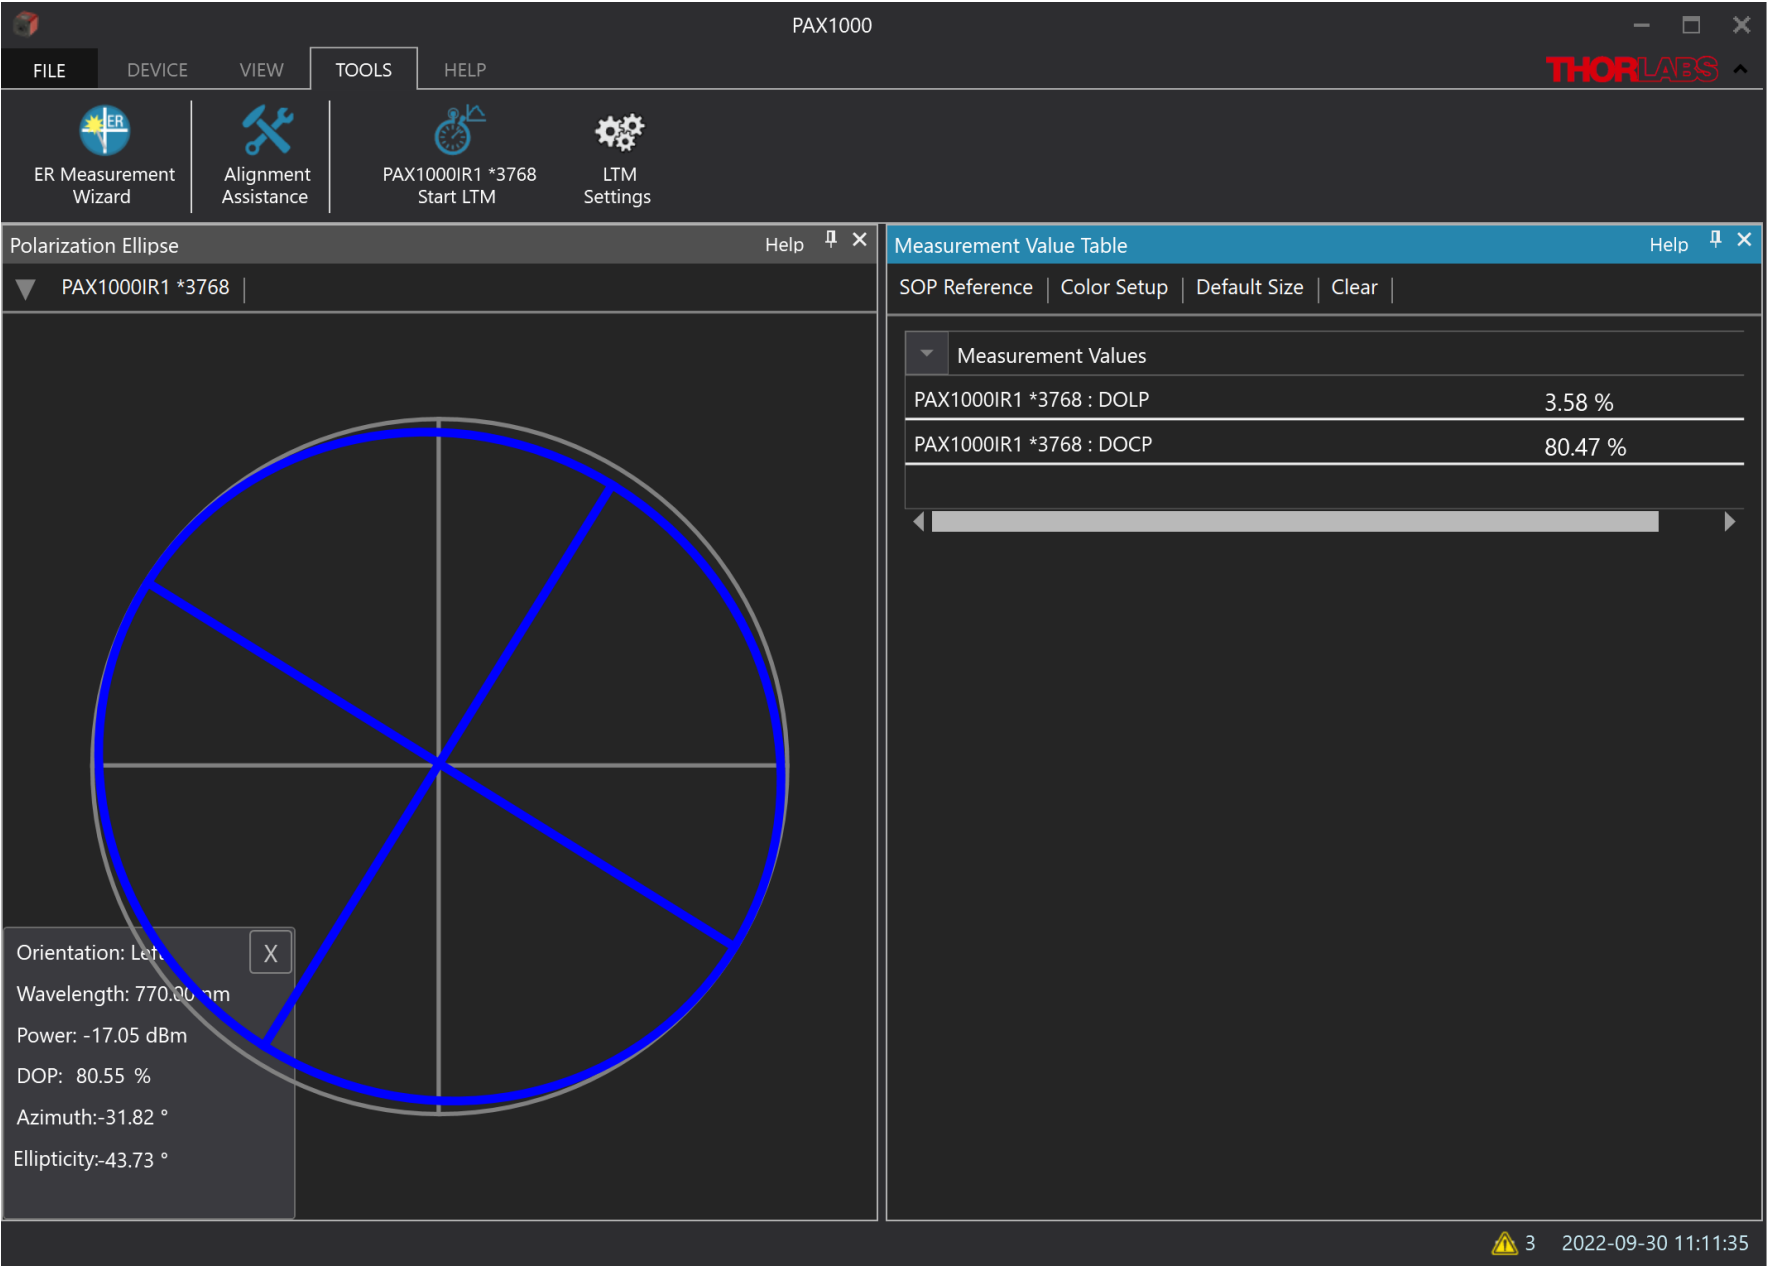 PAX1000
FILE DEVICE VIEW TOOLS HELP
THORLABS
ER
ER Measurement
Wizard
Alignment
Assistance
PAX1000IR1 *3768
Start LTM
LTM
Settings
Polarization Ellipse Help
PAX1000IR1 *3768
Orientation: Left
X
Wavelength: 770.00 nm
Power: -17.05 dBm
DOP: 80.55 %
Azimuth:-31.82 °
Ellipticity:-43.73 °
Measurement Value Table Help
SOP Reference | Color Setup | Default Size | Clear |
Measurement Values
PAX1000IR1 *3768 : DOLP 3.58 %
PAX1000IR1 *3768 : DOCP 80.47 %
3 2022-09-30 11:11:35